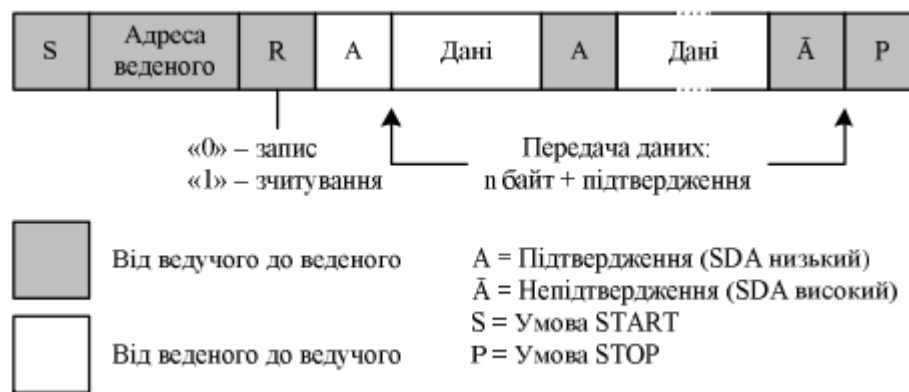 S Адреса веденого R A Дані A Дані Ā P
«0» – запис
«1» – зчитування
Передача даних:
n байт + підтвердження
Від ведучого до веденого
Від веденого до ведучого
A = Підтвердження (SDA низький)
Ā = Непідтвердження (SDA високий)
S = Умова START
P = Умова STOP